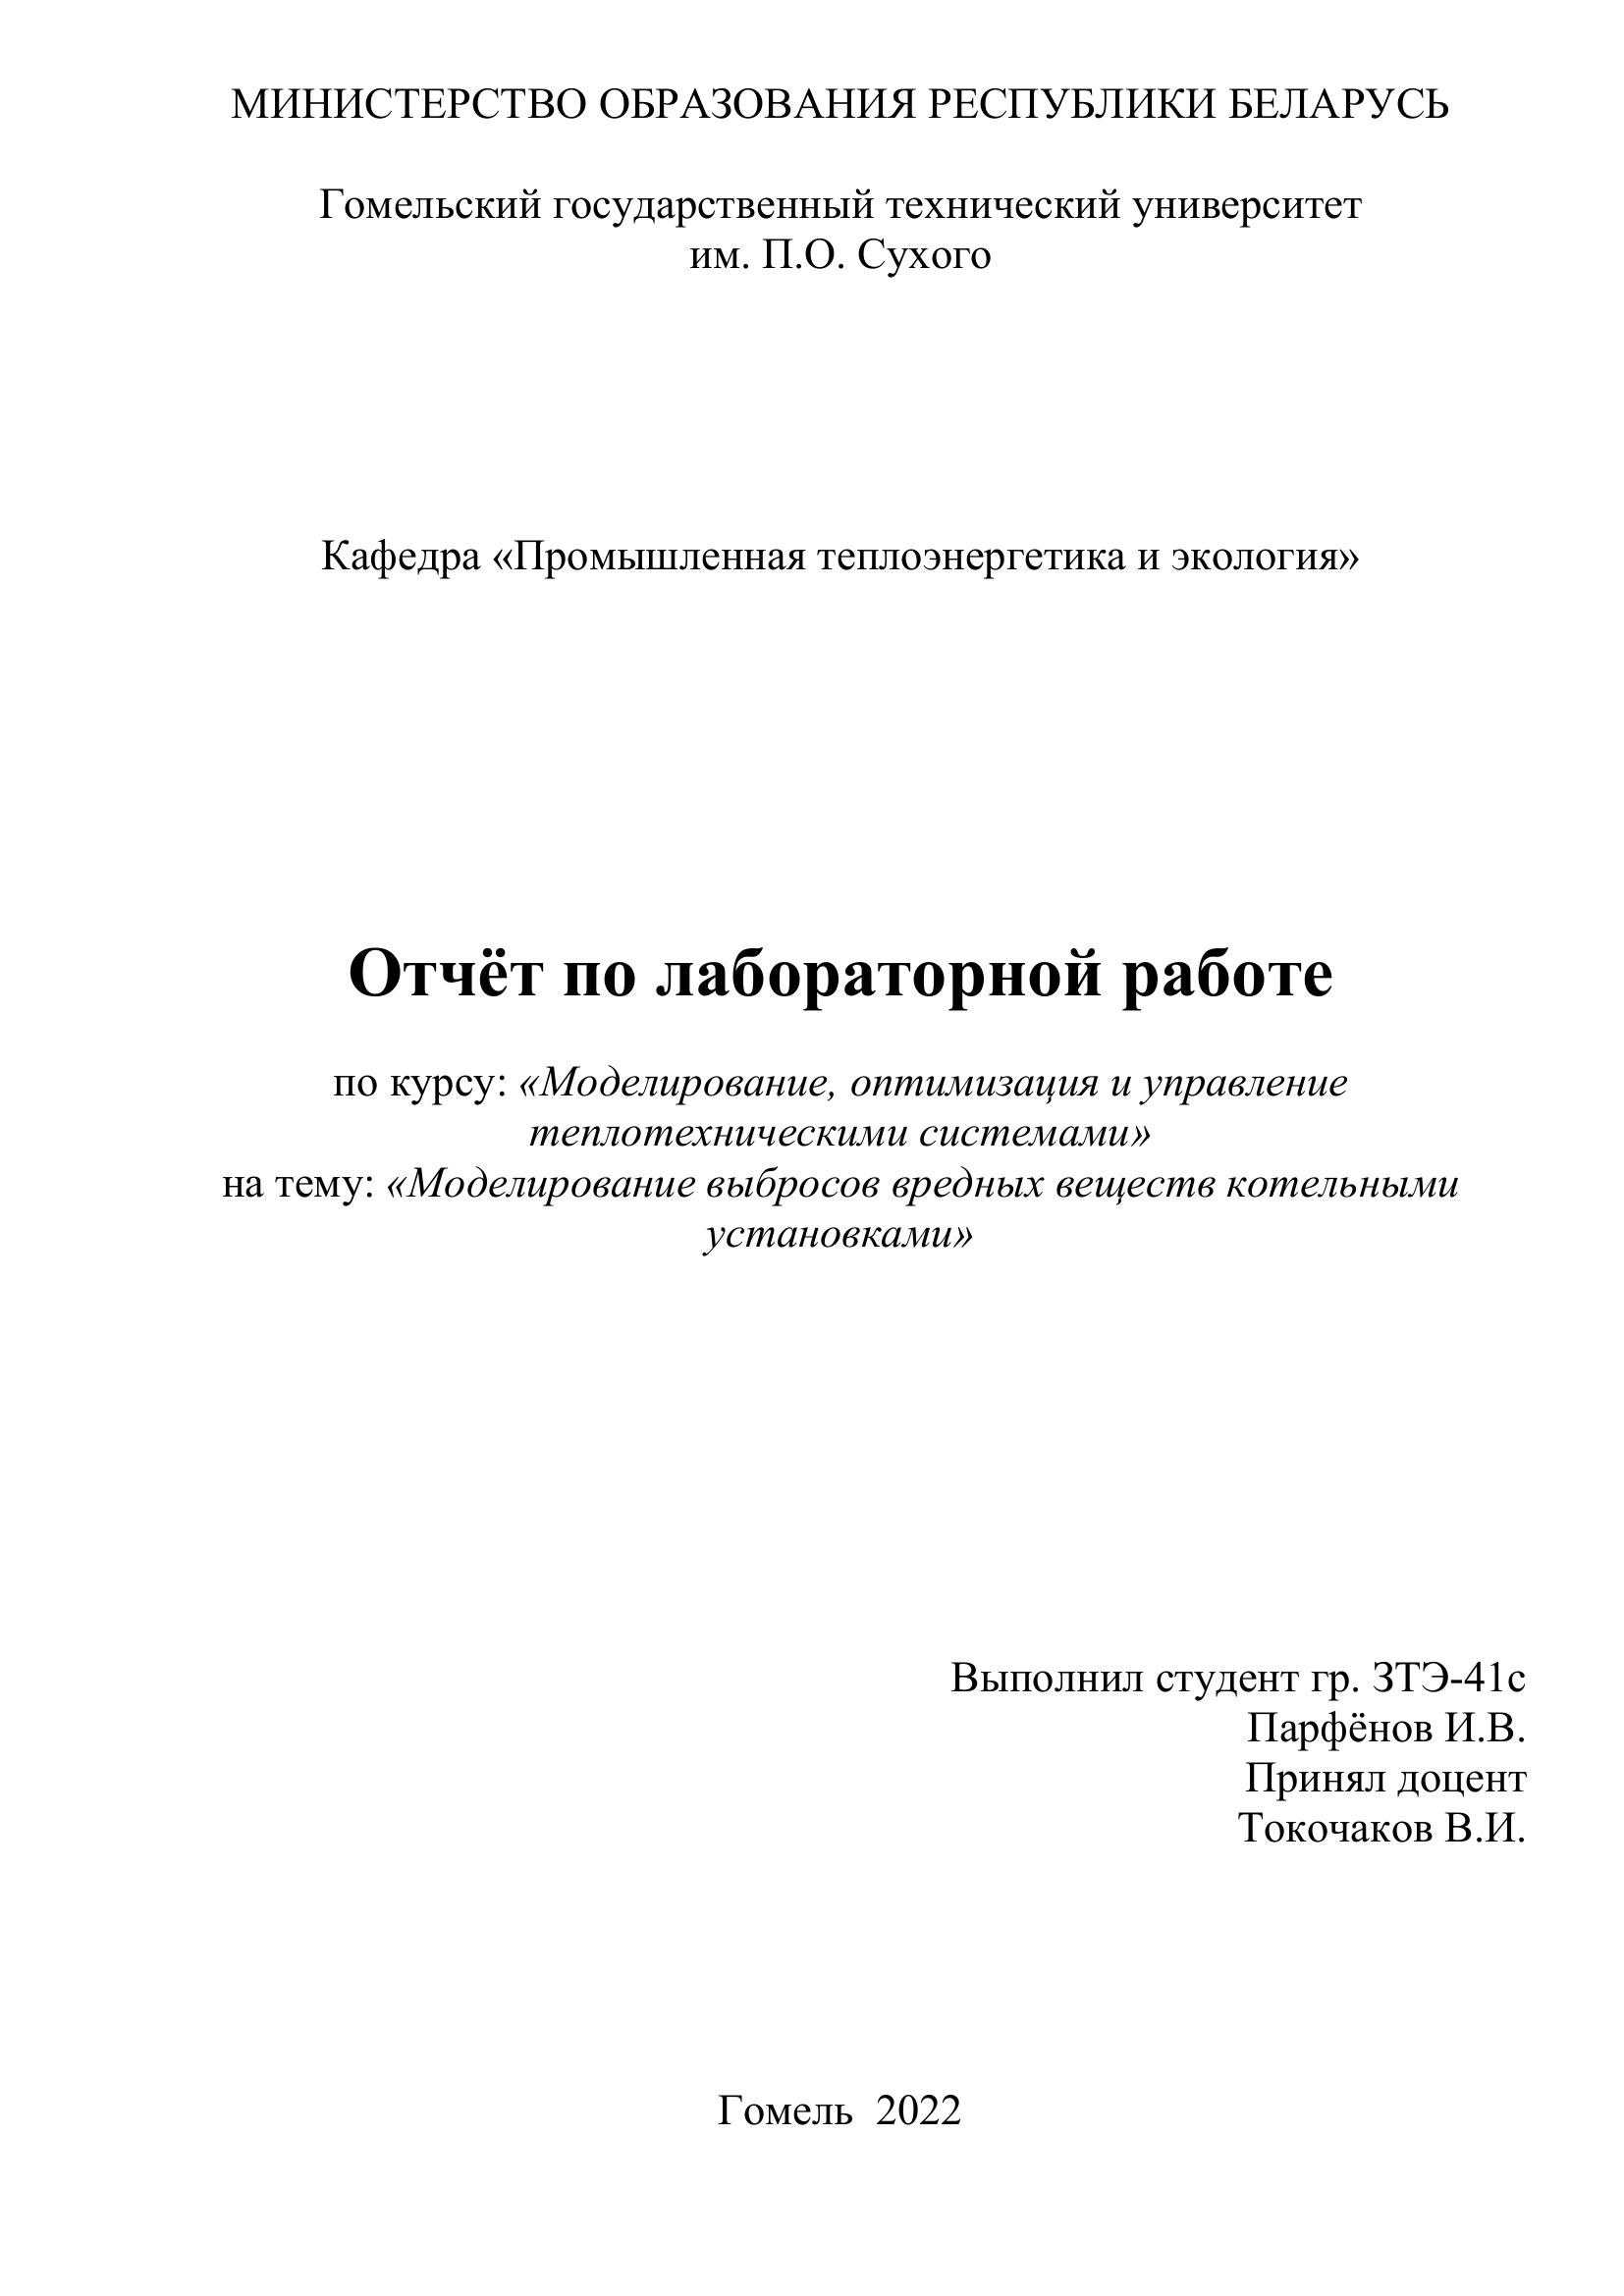 МИНИСТЕРСТВО ОБРАЗОВАНИЯ РЕСПУБЛИКИ БЕЛАРУСЬ
Гомельский государственный технический университет
им. П.О. Сухого
Кафедра «Промышленная теплоэнергетика и экология»
Отчёт по лабораторной работе
по курсу: «Моделирование, оптимизация и управление
теплотехническими системами»
на тему: «Моделирование выбросов вредных веществ котельными
установками»
Выполнил студент гр. ЗТЭ-41с
Парфёнов И.В.
Принял доцент
Токочаков В.И.
Гомель  2022